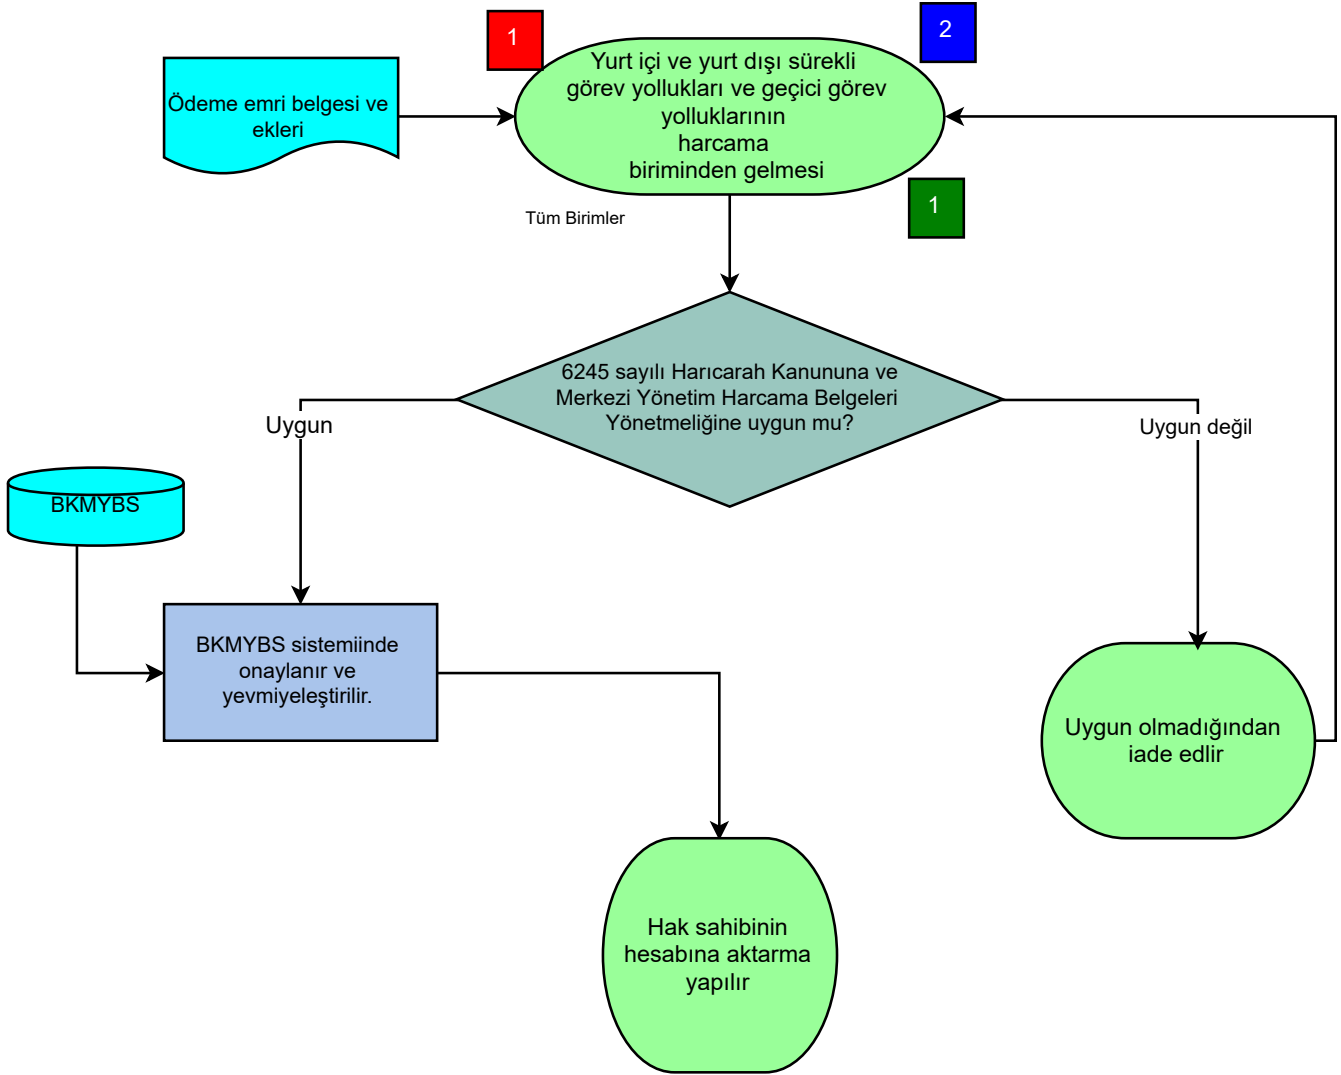 1
2
Yurt içi ve yurt dışı sürekli
görev yollukları ve geçici görev
yolluklarının
harcama
biriminden gelmesi
Ödeme emri belgesi ve
ekleri
1
Tüm Birimler
6245 sayılı Harıcarah Kanununa ve
Merkezi Yönetim Harcama Belgeleri
Yönetmeliğine uygun mu?
Uygun
Uygun değil
BKMYBS
BKMYBS sistemiinde
onaylanır ve
yevmiyeleştirilir.
Uygun olmadığından
iade edlir
Hak sahibinin
hesabına aktarma
yapılır